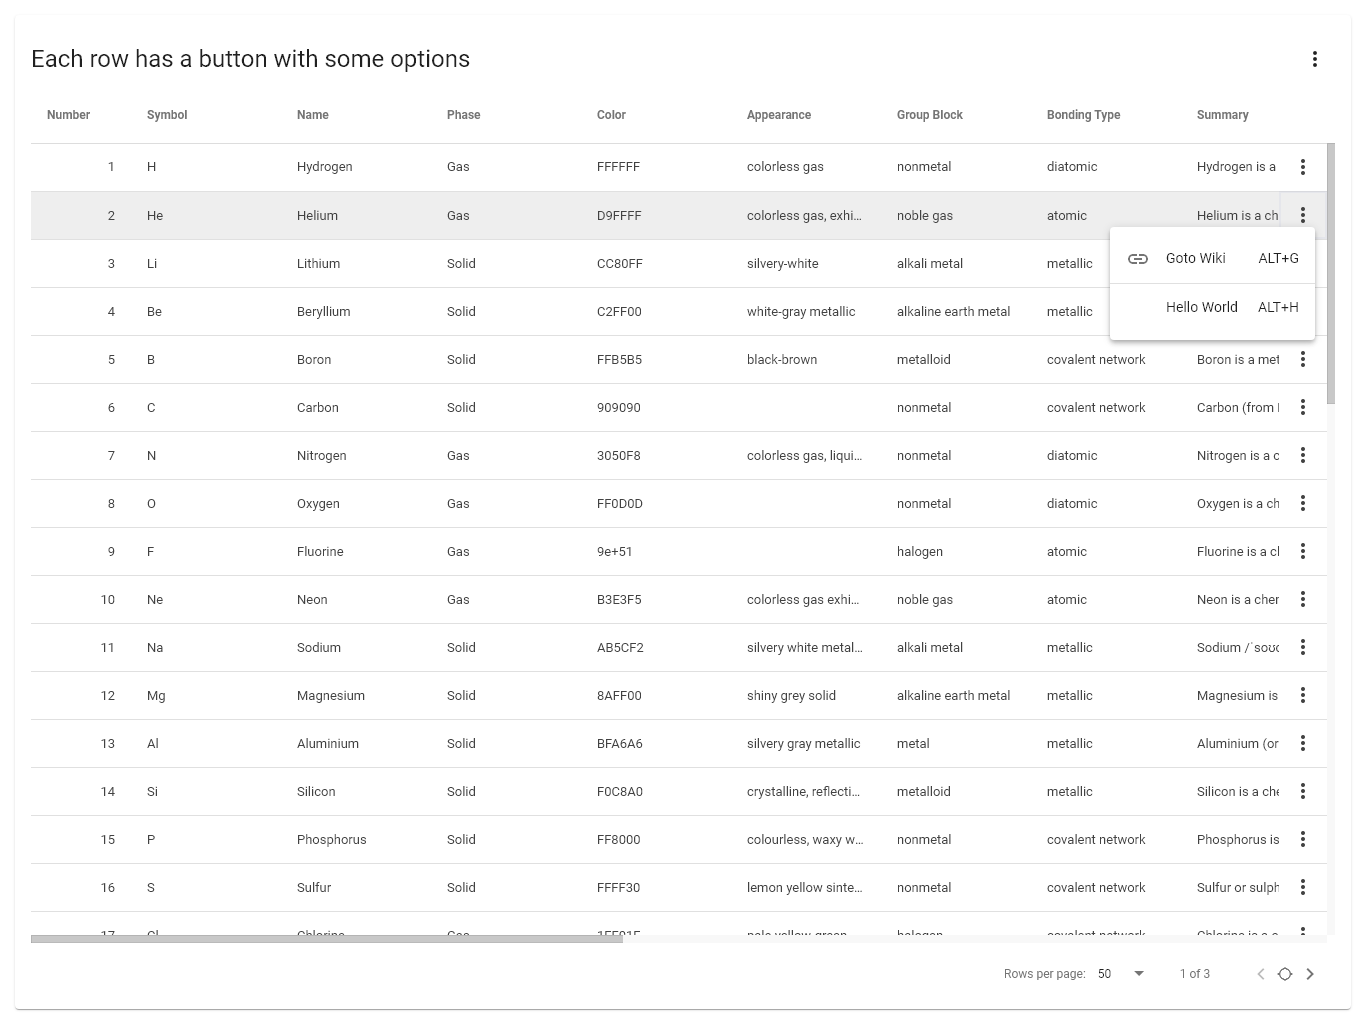 Each row has a button with some options
Number Symbol Name Phase Color Appearance Group Block Bonding Type Summary
1 H Hydrogen Gas FFFFFF colorless gas nonmetal diatomic Hydrogen is a
2 He Helium Gas D9FFFF colorless gas, exhi... noble gas atomic Helium is a ch
3 Li Lithium Solid CC80FF silvery-white alkali metal metallic
Goto Wiki ALT+G
4 Be Beryllium Solid C2FF00 white-gray metallic alkaline earth metal metallic
Hello World ALT+H
5 B Boron Solid FFB5B5 black-brown metalloid covalent network Boron is a met
6 C Carbon Solid 909090 nonmetal covalent network Carbon (from
7 N Nitrogen Gas 3050F8 colorless gas, liqui... nonmetal diatomic Nitrogen is a c
8 O Oxygen Gas FF0D0D nonmetal diatomic Oxygen is a ch
9 F Fluorine Gas 9e+51 halogen atomic Fluorine is a cl
10 Ne Neon Gas B3E3F5 colorless gas exhi... noble gas atomic Neon is a cher
11 Na Sodium Solid AB5CF2 silvery white metal... alkali metal metallic Sodium /ˈsoʊ
12 Mg Magnesium Solid 8AFF00 shiny grey solid alkaline earth metal metallic Magnesium is
13 Al Aluminium Solid BFA6A6 silvery gray metallic metal metallic Aluminium (or
14 Si Silicon Solid F0C8A0 crystalline, reflecti... metalloid metallic Silicon is a che
15 P Phosphorus Solid FF8000 colourless, waxy w... nonmetal covalent network Phosphorus is
16 S Sulfur Solid FFFF30 lemon yellow sinte... nonmetal covalent network Sulfur or sulph
17 Cl Chlorine Gas 1FF01F pale yellow-green halogen covalent network Chlorine is a c
Rows per page: 50 1 of 3